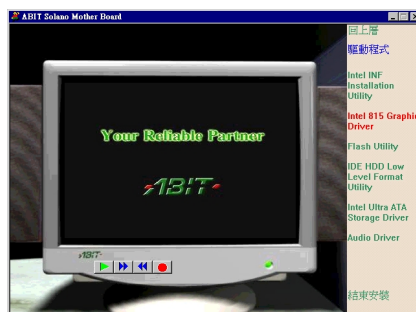 ABIT Solano Mother Board
回上層
驅動程式
Intel INF
Installation
Utility
Intel 815 Graphic
Driver
Flash Utility
IDE HDD Low
Level Format
Utility
Intel Ultra ATA
Storage Driver
Audio Driver
結束安裝
Your Reliable Partner
ABIT
ABIT